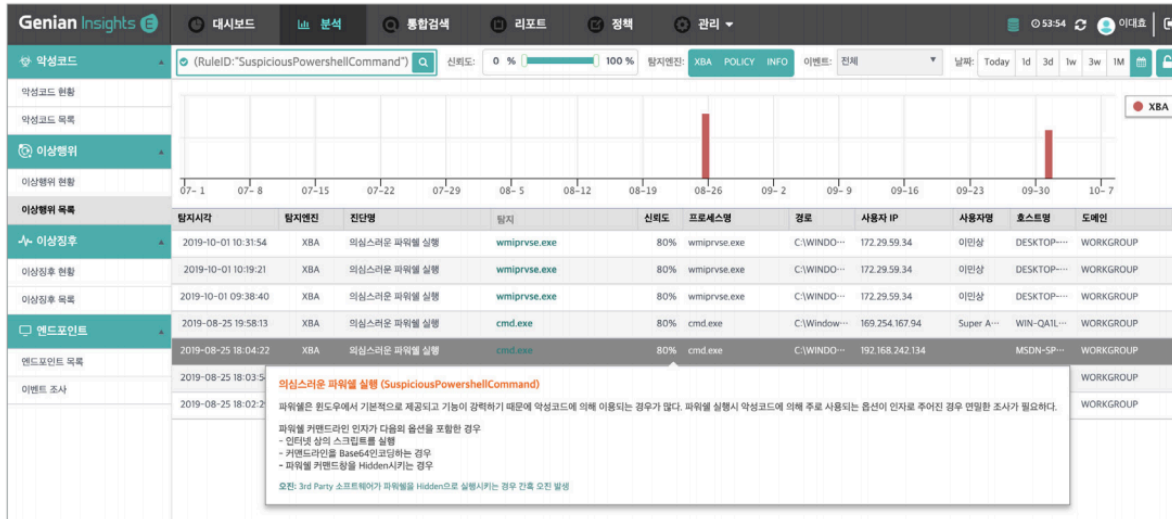 Genian Insights E 대시보드 분석 통합검색 리포트 정책 관리 53:54 이대효
악성코드
악성코드 현황
악성코드 목록
이상행위
이상행위 현황
이상행위 목록
이상징후
이상징후 현황
이상징후 목록
엔드포인트
엔드포인트 목록
이벤트 조사
(RuleID:"SuspiciousPowershellCommand") 신뢰도: 0 % 100 % 탐지엔진: XBA POLICY INFO 이벤트: 전체 날짜: Today 1d 3d 1w 3w 1M
XBA
07- 1 07- 8 07-15 07-22 07-29 08- 5 08-12 08-19 08-26 09- 2 09- 9 09-16 09-23 09-30 10- 7
탐지시각 탐지엔진 진단명 탐지 신뢰도 프로세스명 경로 사용자 IP 사용자명 호스트명 도메인
2019-10-01 10:31:54 XBA 의심스러운 파워쉘 실행 wmiprvse.exe 80% wmiprvse.exe C:\WINDO··· 172.29.59.34 이민상 DESKTOP-··· WORKGROUP
2019-10-01 10:19:21 XBA 의심스러운 파워쉘 실행 wmiprvse.exe 80% wmiprvse.exe C:\WINDO··· 172.29.59.34 이민상 DESKTOP-··· WORKGROUP
2019-10-01 09:38:40 XBA 의심스러운 파워쉘 실행 wmiprvse.exe 80% wmiprvse.exe C:\WINDO··· 172.29.59.34 이민상 DESKTOP-··· WORKGROUP
2019-08-25 19:58:13 XBA 의심스러운 파워쉘 실행 cmd.exe 80% cmd.exe C:\Window··· 169.254.167.94 Super A··· WIN-QA1L··· WORKGROUP
2019-08-25 18:04:22 XBA 의심스러운 파워쉘 실행 cmd.exe 80% cmd.exe C:\WINDO··· 192.168.242.134 MSDN-SP··· WORKGROUP
2019-08-25 18:03:5 WORKGROUP
2019-08-25 18:02:2 WORKGROUP
의심스러운 파워쉘 실행 (SuspiciousPowershellCommand)
파워쉘은 윈도우에서 기본적으로 제공되고 기능이 강력하기 때문에 악성코드에 의해 이용되는 경우가 많다. 파워쉘 실행시 악성코드에 의해 주로 사용되는 옵션이 인자로 주어진 경우 면밀한 조사가 필요하다.
파워쉘 커맨드라인 인자가 다음의 옵션을 포함한 경우
- 인터넷 상의 스크립트를 실행
- 커맨드라인을 Base64인코딩하는 경우
- 파워쉘 커맨드창을 Hidden시키는 경우
오진: 3rd Party 소프트웨어가 파워쉘을 Hidden으로 실행시키는 경우 간혹 오진 발생